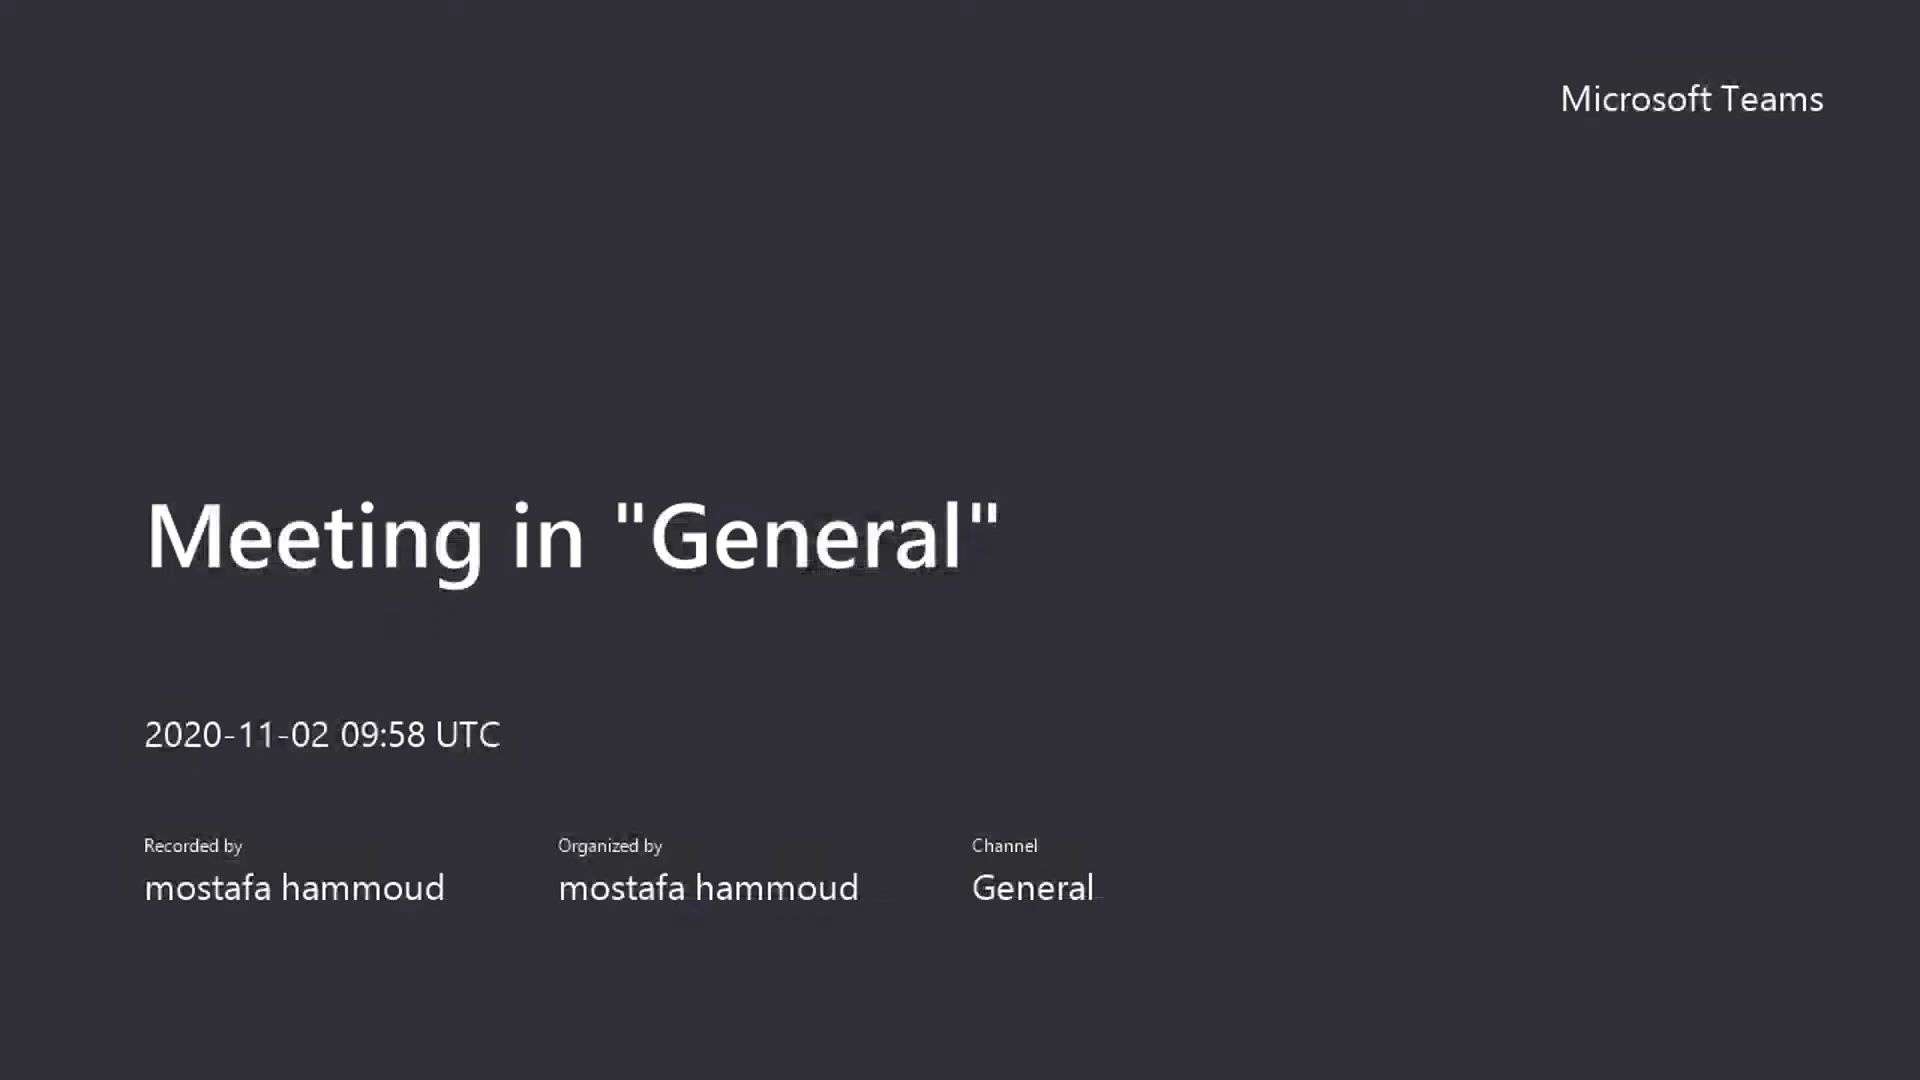 Microsoft Teams
Meeting in "General"
2020-11-02 09:58 UTC
Recorded by
mostafa hammoud
Organized by
mostafa hammoud
Channel
General